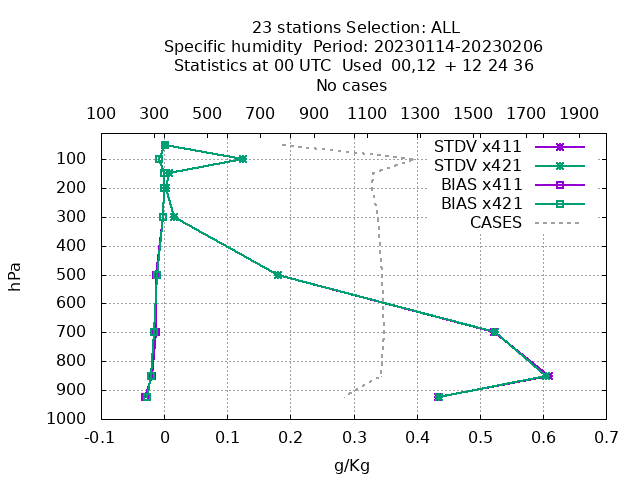 23 stations Selection: ALL
Specific humidity  Period: 20230114-20230206
Statistics at 00 UTC  Used  00,12  + 12 24 36
No cases
100 300 500 700 900 1100 1300 1500 1700 1900
STDV x411
STDV x421
BIAS x411
BIAS x421
CASES
100
200
300
400
500
600
700
800
900
1000
hPa
-0.1 0 0.1 0.2 0.3 0.4 0.5 0.6 0.7
g/Kg